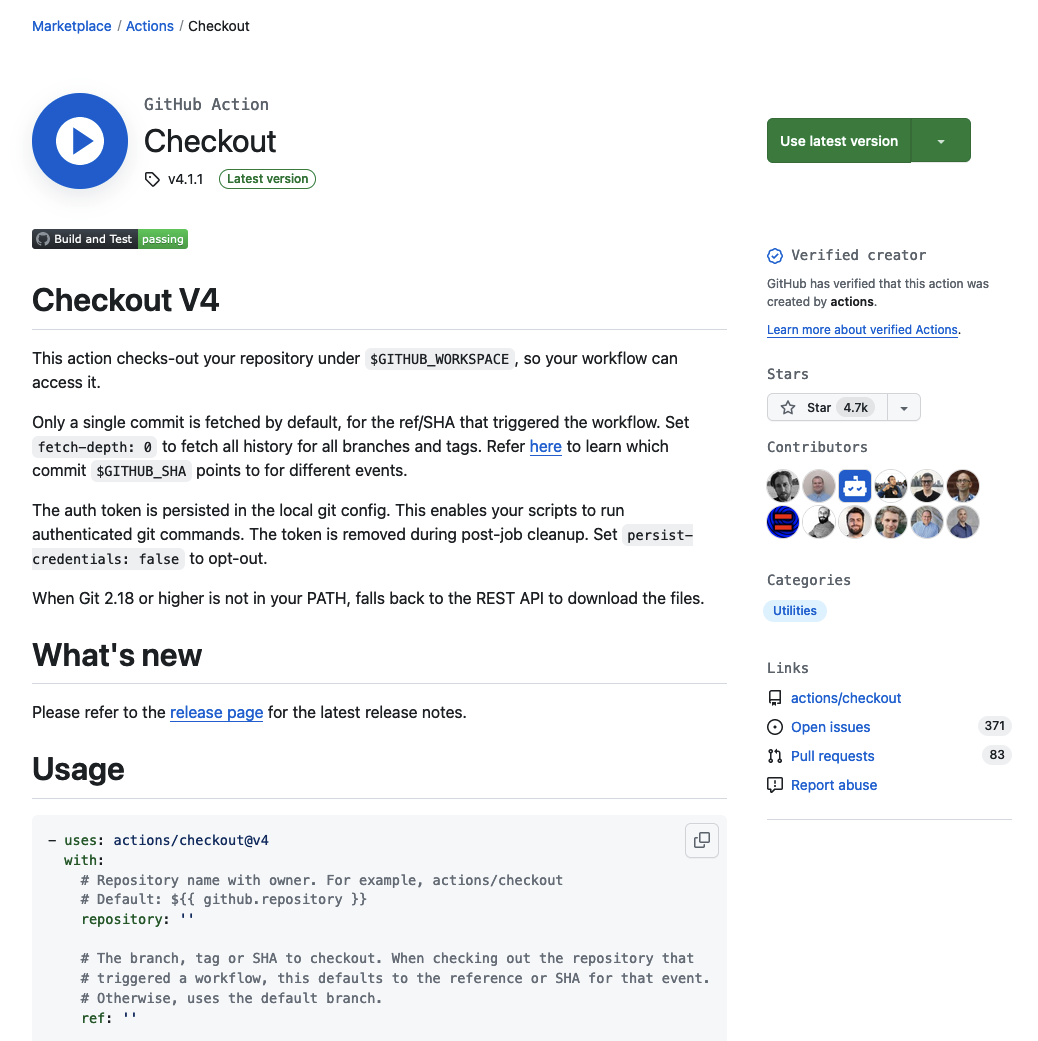 Marketplace / Actions / Checkout
GitHub Action
Checkout
v4.1.1 Latest version
Use latest version
Build and Test passing
Checkout V4
This action checks-out your repository under $GITHUB_WORKSPACE, so your workflow can
access it.
Only a single commit is fetched by default, for the ref/SHA that triggered the workflow. Set
fetch-depth: 0 to fetch all history for all branches and tags. Refer here to learn which
commit $GITHUB_SHA points to for different events.
The auth token is persisted in the local git config. This enables your scripts to run
authenticated git commands. The token is removed during post-job cleanup. Set persist-
credentials: false to opt-out.
When Git 2.18 or higher is not in your PATH, falls back to the REST API to download the files.
What's new
Please refer to the release page for the latest release notes.
Usage
- uses: actions/checkout@v4
with:
# Repository name with owner. For example, actions/checkout
# Default: ${{ github.repository }}
repository: ''
# The branch, tag or SHA to checkout. When checking out the repository that
# triggered a workflow, this defaults to the reference or SHA for that event.
# Otherwise, uses the default branch.
ref: ''
Verified creator
GitHub has verified that this action was
created by actions.
Learn more about verified Actions.
Stars
Star 4.7k
Contributors
Categories
Utilities
Links
actions/checkout
Open issues 371
Pull requests 83
Report abuse